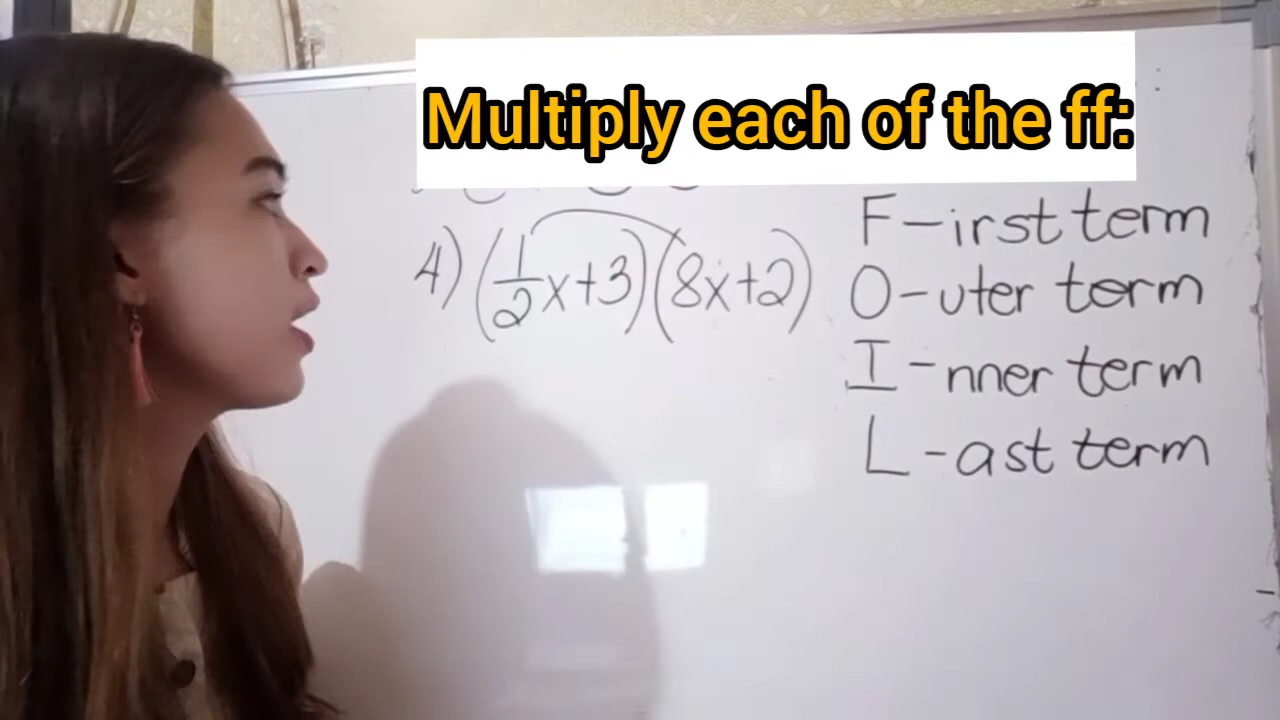 Multiply each of the ff:
4) (1/2x+3)(8x+2)
F-irst term
O-uter term
I-nner term
L-ast term